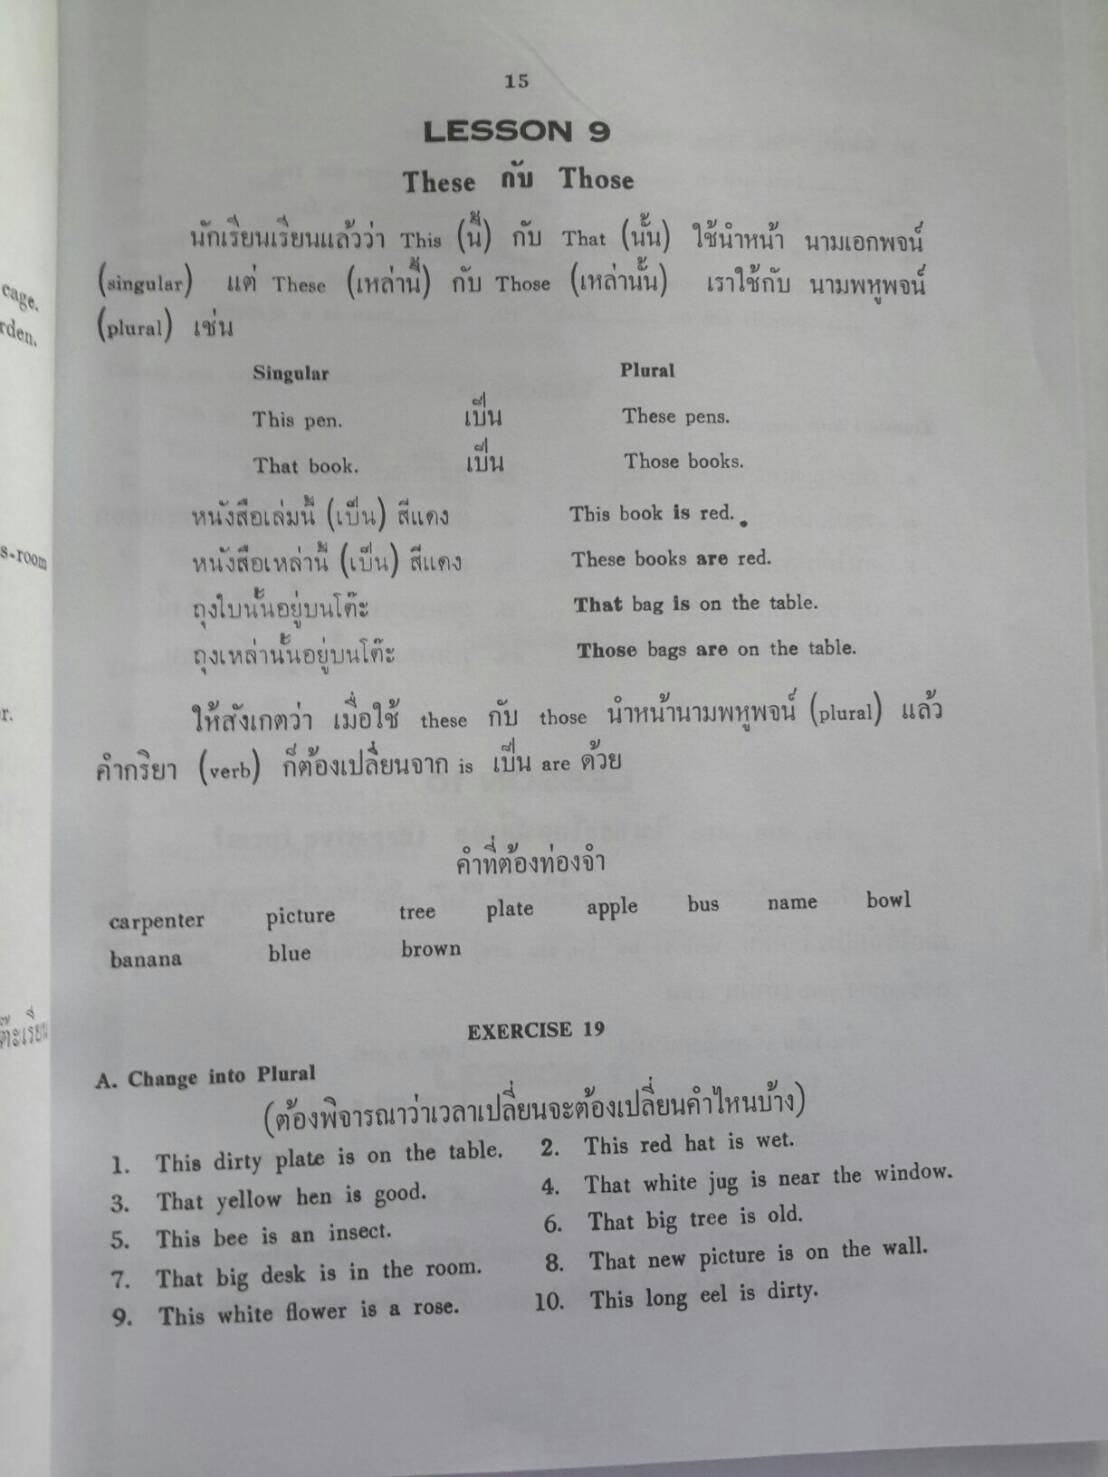 cage.
rden.
s-room
r.
15
LESSON 9
These กับ Those
นักเรียนเรียนแล้วว่า This (นี้) กับ That (นั้น) ใช้นำหน้า นามเอกพจน์
(singular) แต่ These (เหล่านี้) กับ Those (เหล่านั้น) เราใช้กับ นามพหูพจน์
(plural) เช่น
Singular Plural
This pen. เป็น These pens.
That book. เป็น Those books.
หนังสือเล่มนี้ (เป็น) สีแดง This book is red.
หนังสือเหล่านี้ (เป็น) สีแดง These books are red.
ถุงใบนั้นอยู่บนโต๊ะ That bag is on the table.
ถุงเหล่านั้นอยู่บนโต๊ะ Those bags are on the table.
ให้สังเกตว่า เมื่อใช้ these กับ those นำหน้านามพหูพจน์ (plural) แล้ว
คำกริยา (verb) ก็ต้องเปลี่ยนจาก is เป็น are ด้วย
คำที่ต้องท่องจำ
carpenter picture tree plate apple bus name bowl
banana blue brown
EXERCISE 19
A. Change into Plural
(ต้องพิจารณาว่าเวลาเปลี่ยนจะต้องเปลี่ยนคำไหนบ้าง)
1. This dirty plate is on the table. 2. This red hat is wet.
3. That yellow hen is good. 4. That white jug is near the window.
5. This bee is an insect. 6. That big tree is old.
7. That big desk is in the room. 8. That new picture is on the wall.
9. This white flower is a rose. 10. This long eel is dirty.